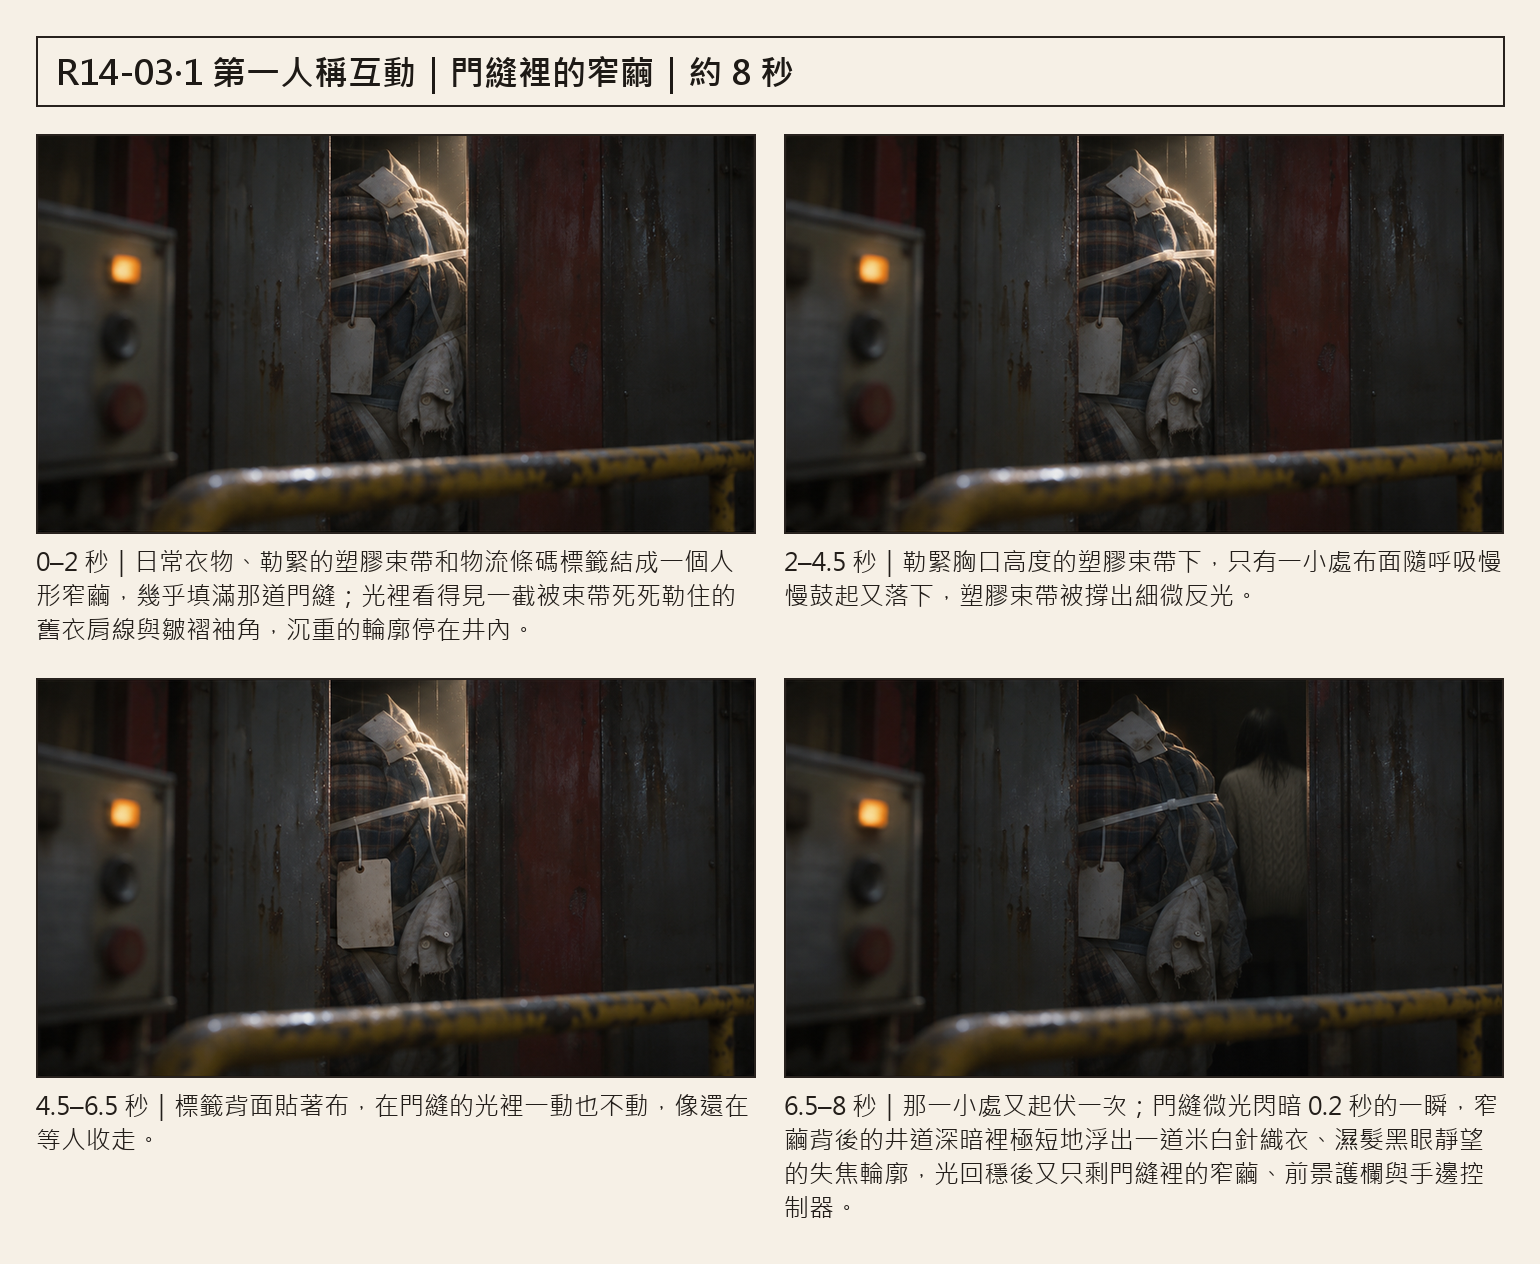 R14-03·1 第一人稱互動｜門縫裡的窄繭｜約 8 秒
0–2 秒｜日常衣物、勒緊的塑膠束帶和物流條碼標籤結成一個人
形窄繭，幾乎填滿那道門縫；光裡看得見一截被束帶死死勒住的
舊衣肩線與皺褶袖角，沉重的輪廓停在井內。
2–4.5 秒｜勒緊胸口高度的塑膠束帶下，只有一小處布面隨呼吸慢
慢鼓起又落下，塑膠束帶被撐出細微反光。
4.5–6.5 秒｜標籤背面貼著布，在門縫的光裡一動也不動，像還在
等人收走。
6.5–8 秒｜那一小處又起伏一次；門縫微光閃暗 0.2 秒的一瞬，窄
繭背後的井道深暗裡極短地浮出一道米白針織衣、濕髮黑眼靜望
的失焦輪廓，光回穩後又只剩門縫裡的窄繭、前景護欄與手邊控
制器。